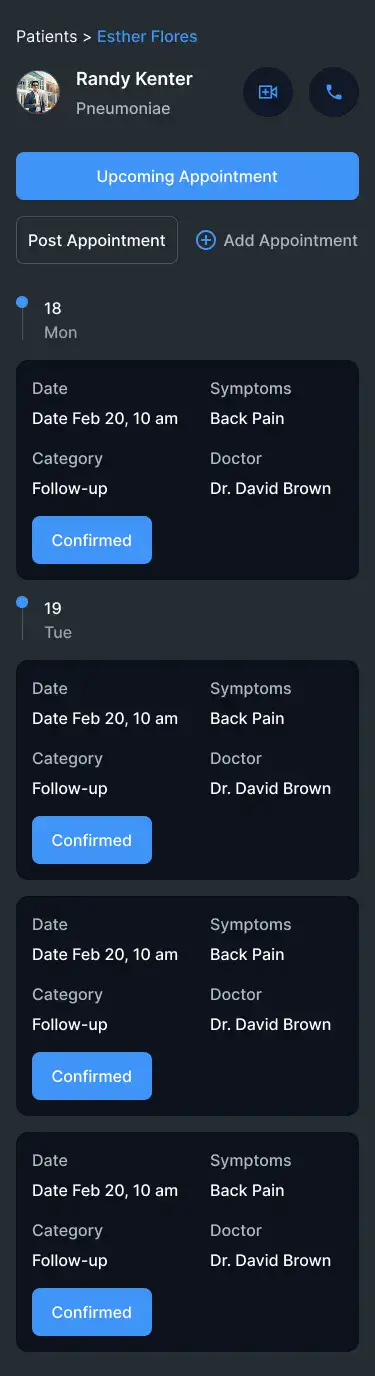 Patients > Esther Flores
Randy Kenter
Pneumoniae
Upcoming Appointment
Post Appointment
Add Appointment
18
Mon
Date Symptoms
Date Feb 20, 10 am Back Pain
Category Doctor
Follow-up Dr. David Brown
Confirmed
19
Tue
Date Symptoms
Date Feb 20, 10 am Back Pain
Category Doctor
Follow-up Dr. David Brown
Confirmed
Date Symptoms
Date Feb 20, 10 am Back Pain
Category Doctor
Follow-up Dr. David Brown
Confirmed
Date Symptoms
Date Feb 20, 10 am Back Pain
Category Doctor
Follow-up Dr. David Brown
Confirmed